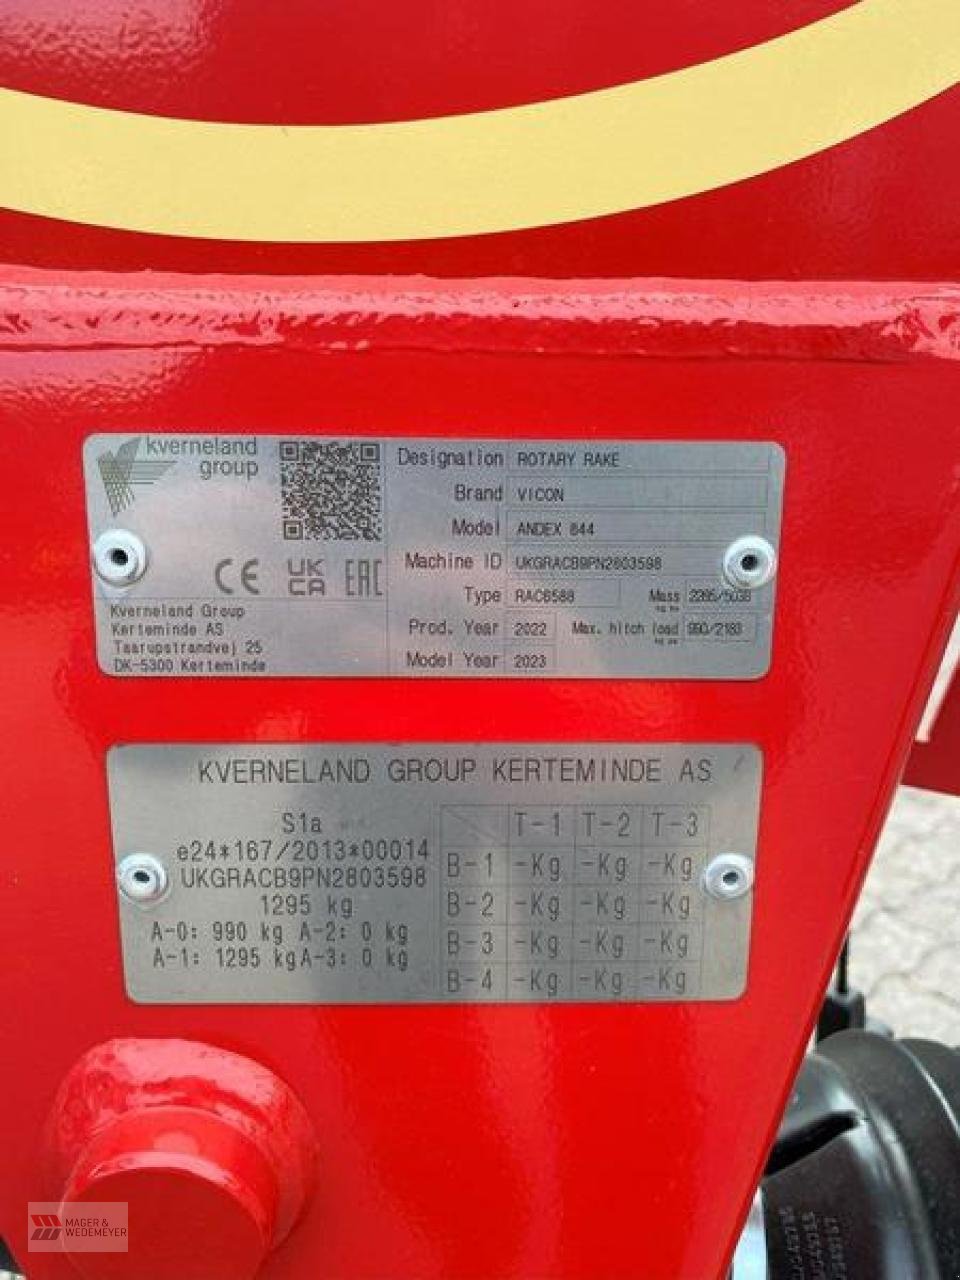 kverneland
group
Designation ROTARY RAKE
Brand VICON
Model ANDEX 844
Machine ID UKGRACB9PN2803598
Type RAC6588 Mass
Prod. Year 2022 Max. hitch load 990/2183
Model Year 2023
CE UK CA EAC
Kverneland Group
Kerteminde AS
Taarupstrandvej 25
DK-5300 Kerteminde
KVERNELAND GROUP KERTEMINDE AS
S1a
e24*167/2013*00014
UKGRACB9PN2803598
1295 kg
A-0: 990 kg A-2: 0 kg
A-1: 1295 kg A-3: 0 kg
T-1 T-2 T-3
B-1 -Kg -Kg -Kg
B-2 -Kg -Kg -Kg
B-3 -Kg -Kg -Kg
B-4 -Kg -Kg -Kg
MAGER &
WEDEMEYER